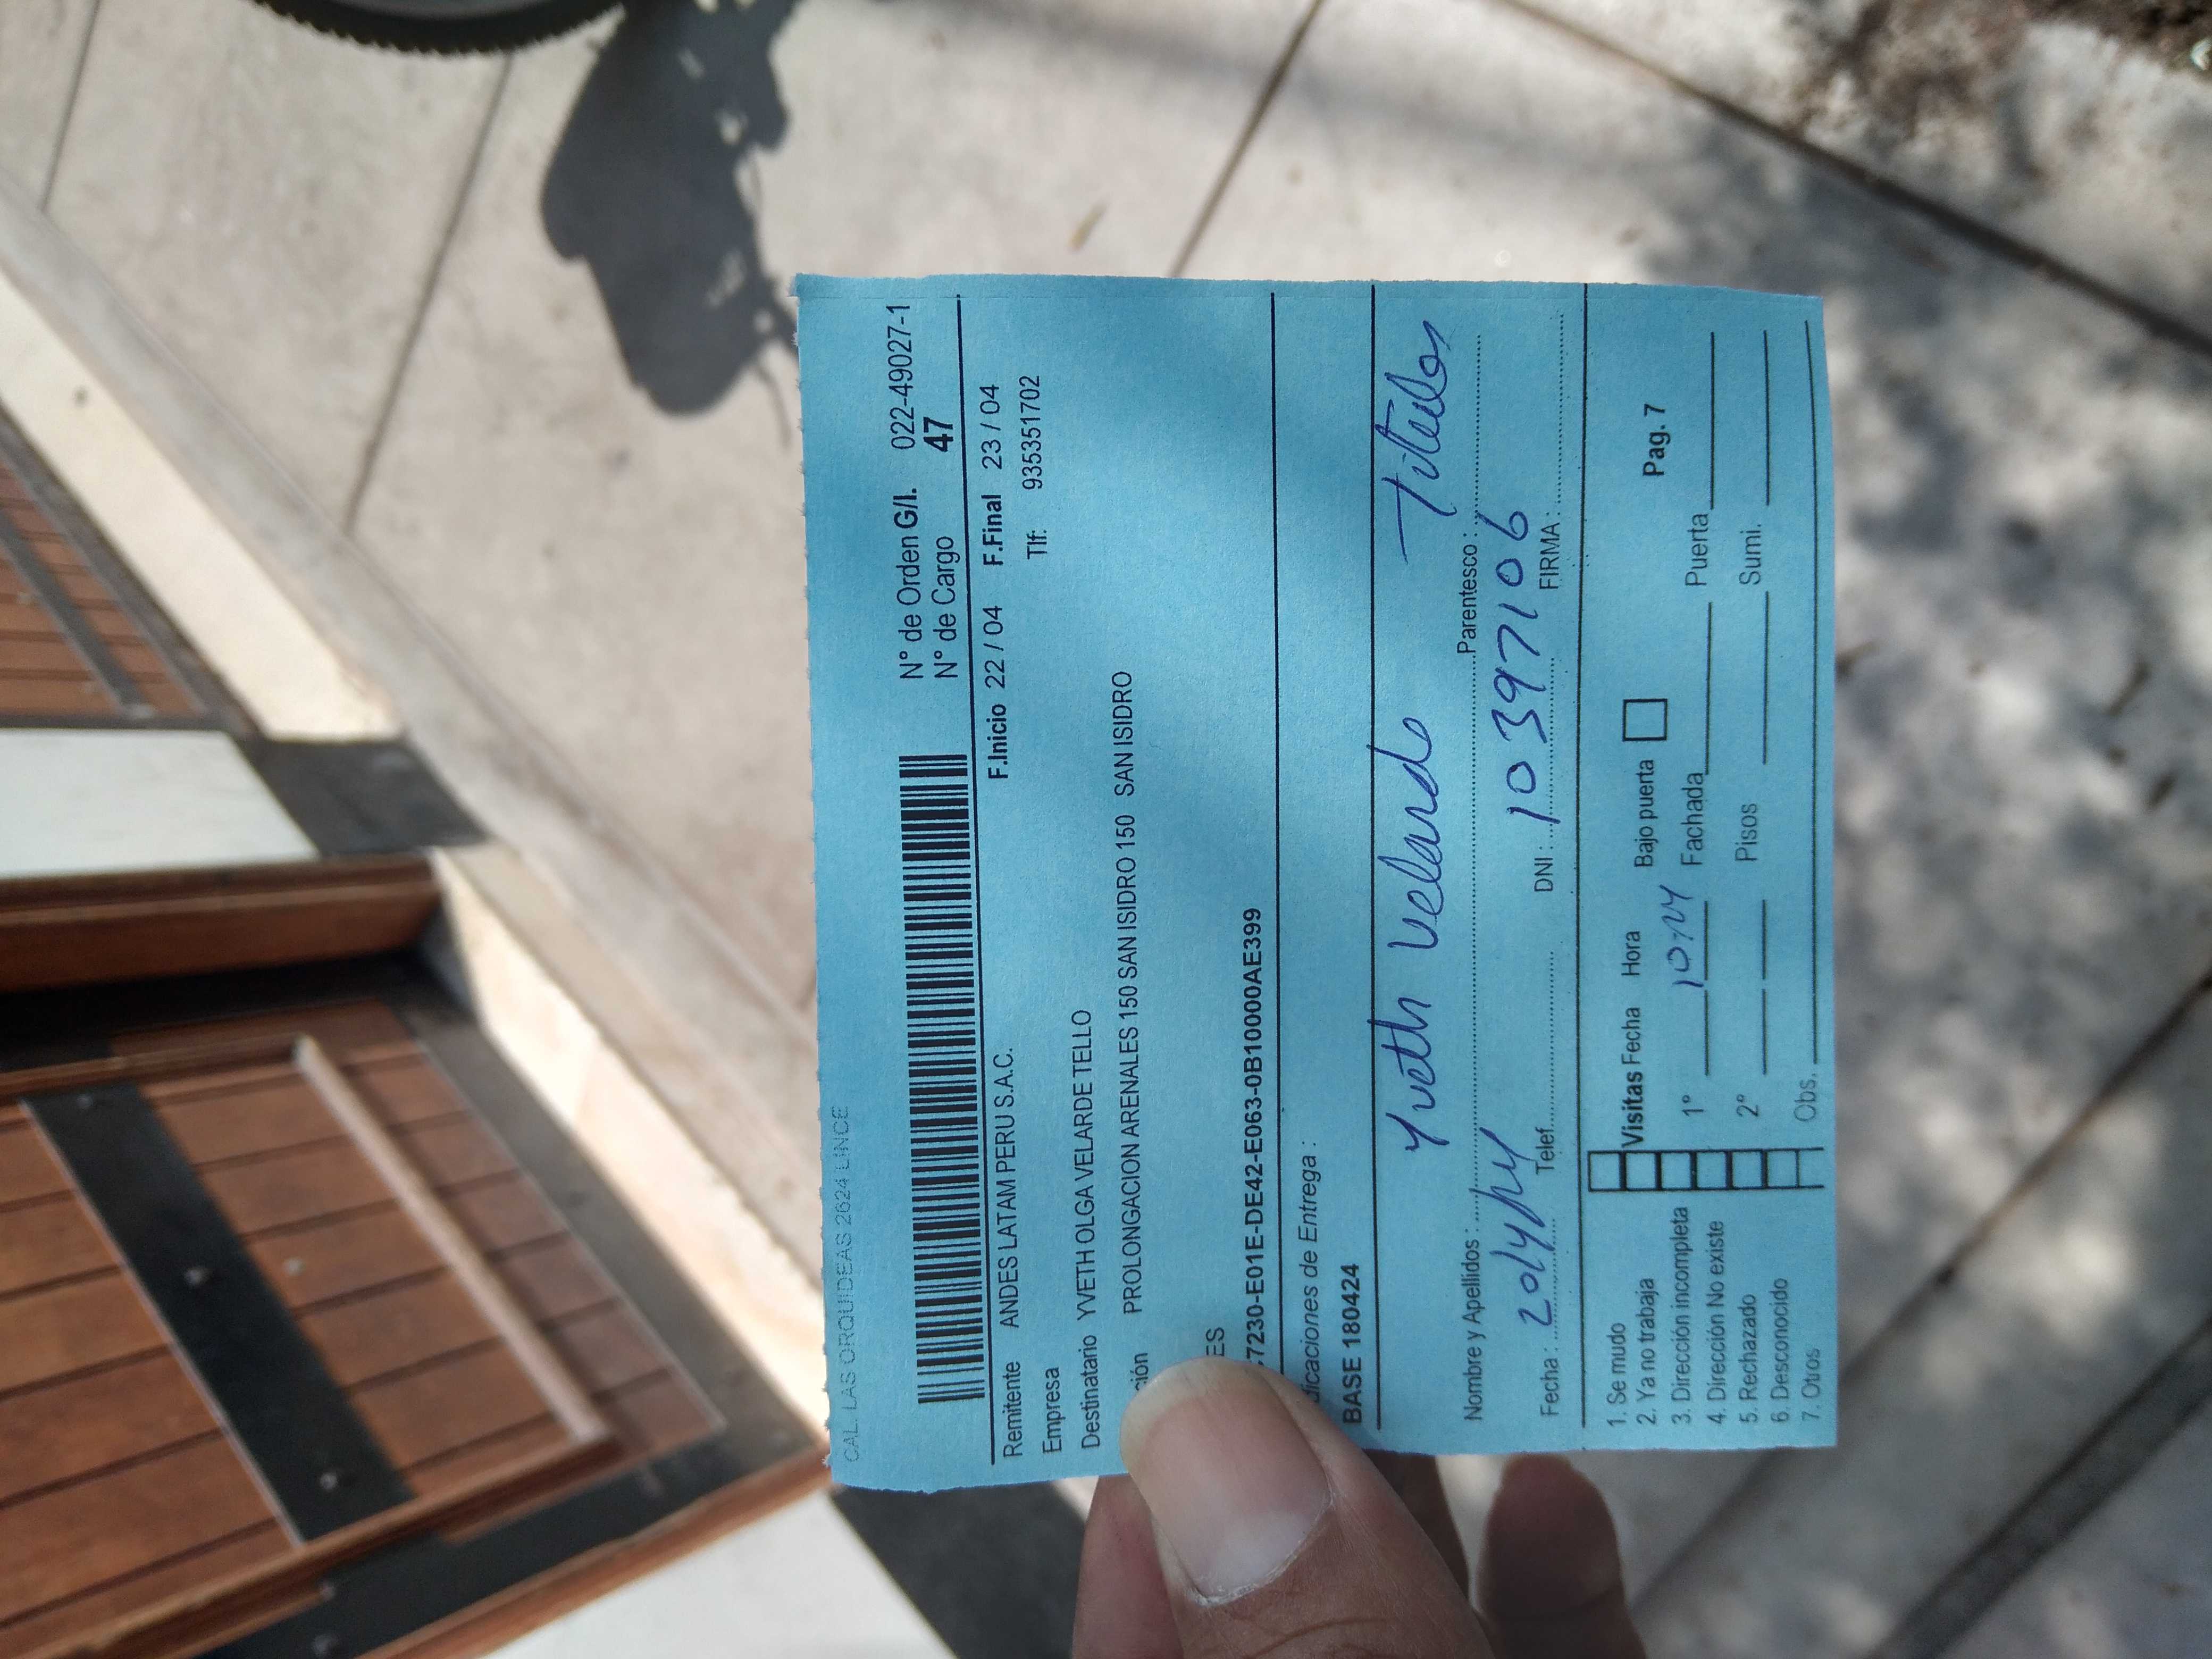 CAL. LAS ORQUIDEAS 2624 LINCE
N° de Orden G/I. 022-49027-1
N° de Cargo 47
F.Inicio 22 / 04 F.Final 23 / 04
Remitente ANDES LATAM PERU S.A.C.
Tlf: 935351702
Empresa
Destinatario YVETH OLGA VELARDE TELLO
ción PROLONGACION ARENALES 150 SAN ISIDRO 150 SAN ISIDRO
ES
7230-E01E-DE42-E063-0B10000AE399
dicaciones de Entrega :
BASE 180424
Yveth Velarde Titular
Nombre y Apellidos : Parentesco :
10397106
Fecha : Telef. DNI : FIRMA :
1. Se mudo
2. Ya no trabaja Visitas Fecha Hora Bajo puerta Pag. 7
3. Dirección incompleta 1° Fachada Puerta
4. Dirección No existe
5. Rechazado 2° Pisos Sumi.
6. Desconocido
7. Otros Obs.